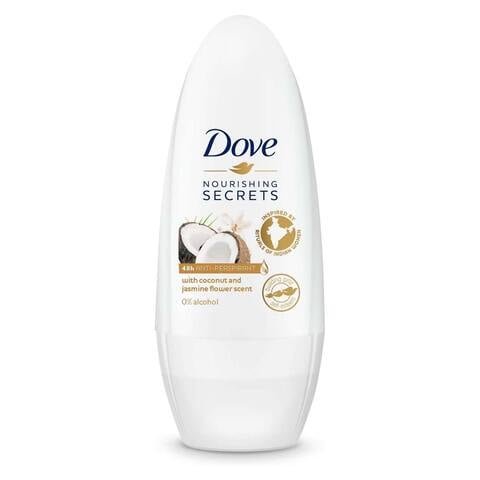 Dove
NOURISHING
SECRETS
INSPIRED BY
RITUALS OF INDIAN WOMEN
48h ANTI-PERSPIRANT
with coconut and
jasmine flower scent
0% alcohol